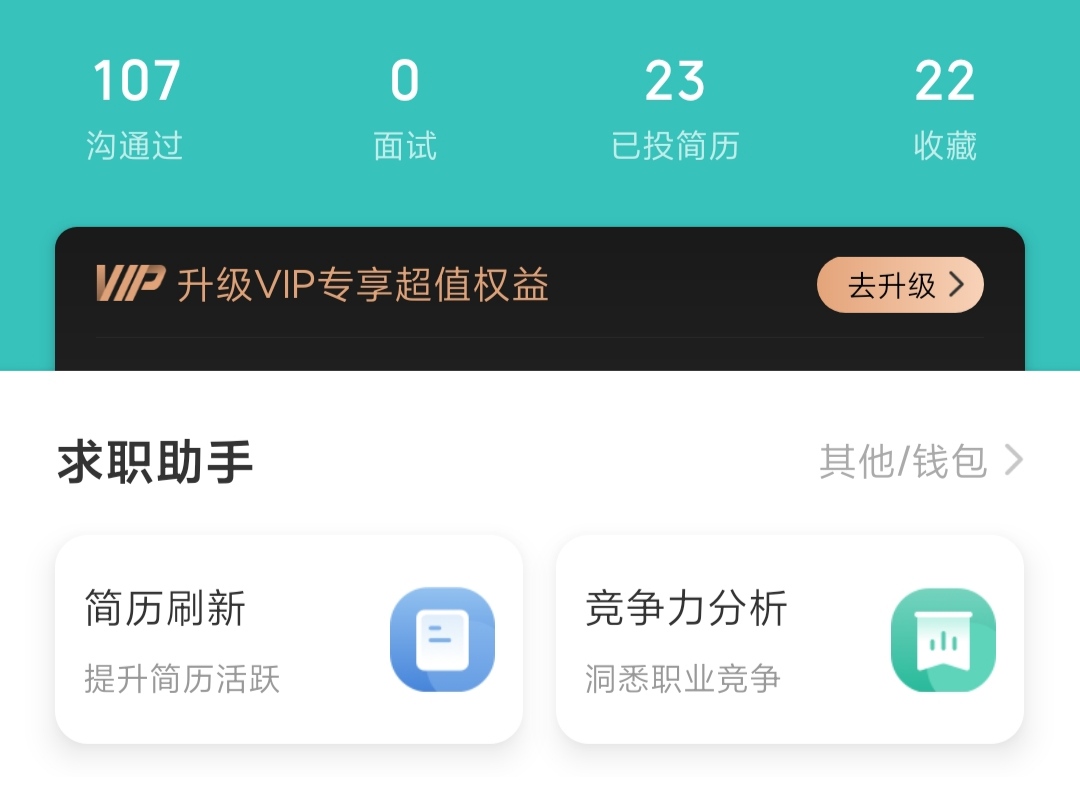 107 0 23 22
沟通过 面试 已投简历 收藏
VIP 升级VIP专享超值权益 去升级
求职助手 其他/钱包
简历刷新 竞争力分析
提升简历活跃 洞悉职业竞争